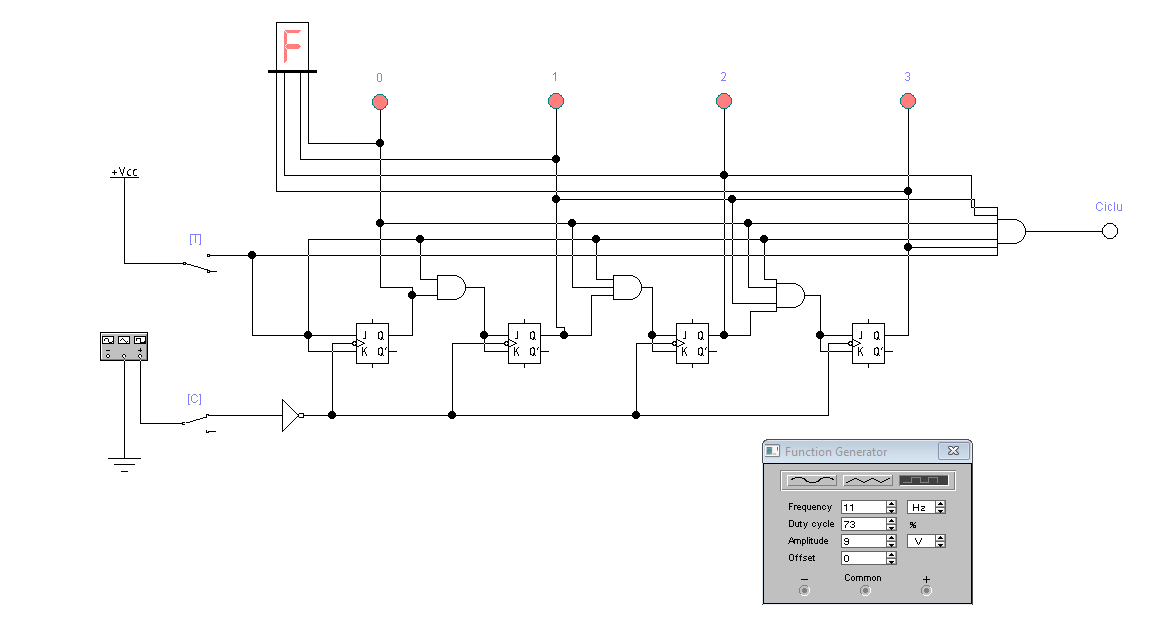 F
0 1 2 3
+Vcc
Ciclu
[T]
J Q J Q J Q J Q
K Q' K Q' K Q' K Q'
[C]
- +
Function Generator
Frequency 11 Hz
Duty cycle 73 %
Amplitude 9 V
Offset 0
- Common +